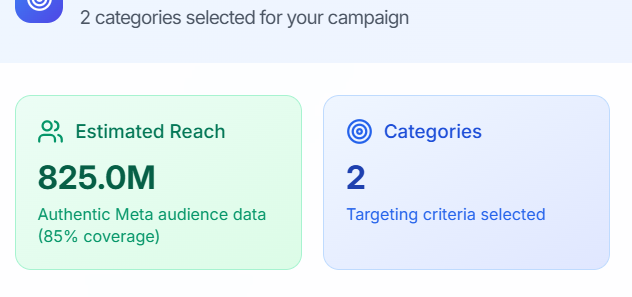 2 categories selected for your campaign
Estimated Reach
825.0M
Authentic Meta audience data
(85% coverage)
Categories
2
Targeting criteria selected